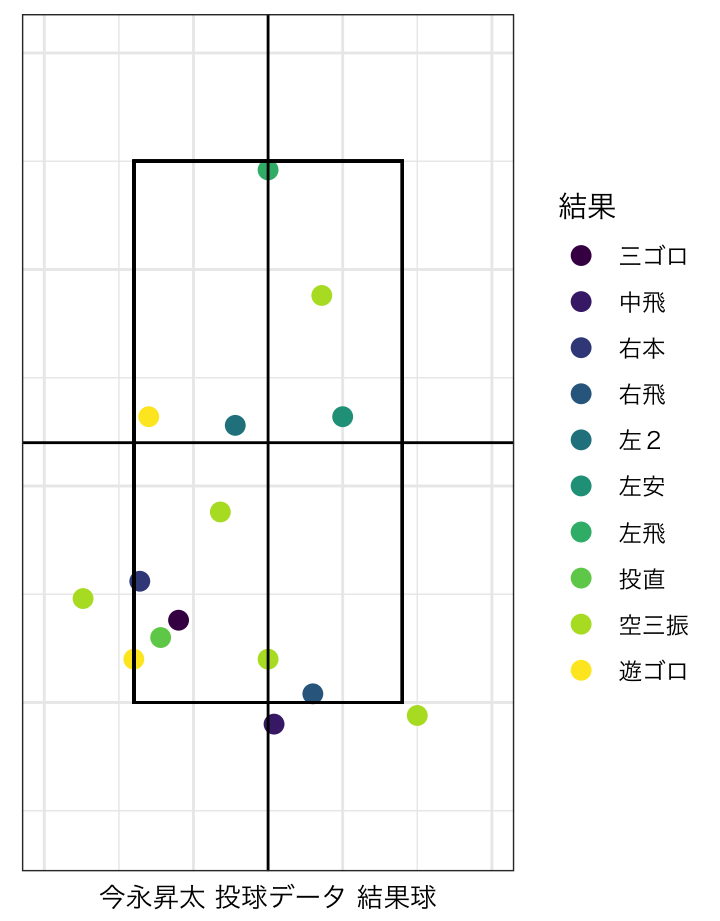 結果
三ゴロ
中飛
右本
右飛
左２
左安
左飛
投直
空三振
遊ゴロ
今永昇太 投球データ 結果球